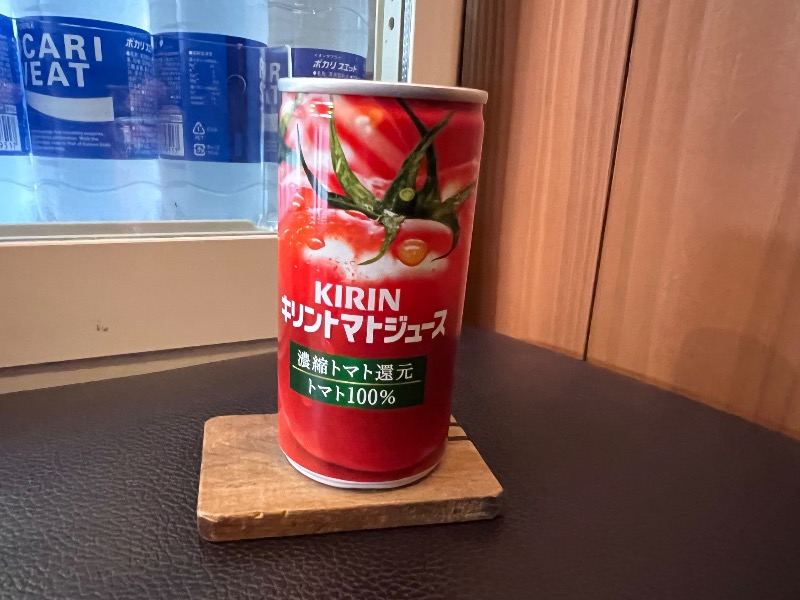 CARI
WEAT
ポカリスエット
KIRIN
キリントマトジュース
濃縮トマト還元
トマト100%